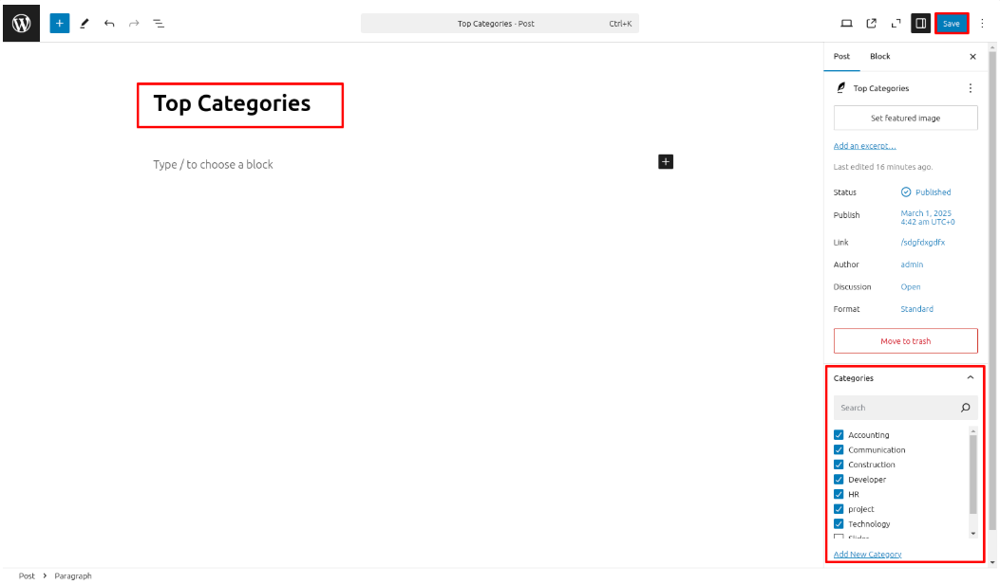 Top Categories · Post Ctrl+K
Save
Top Categories
Type / to choose a block
Post Block
Top Categories
Set featured image
Add an excerpt…
Last edited 16 minutes ago.
Status Published
Publish March 1, 2025
4:42 am UTC+0
Link /sdgfdxgdfx
Author admin
Discussion Open
Format Standard
Move to trash
Categories
Search
Accounting
Communication
Construction
Developer
HR
project
Technology
Slider
Add New Category
Post › Paragraph